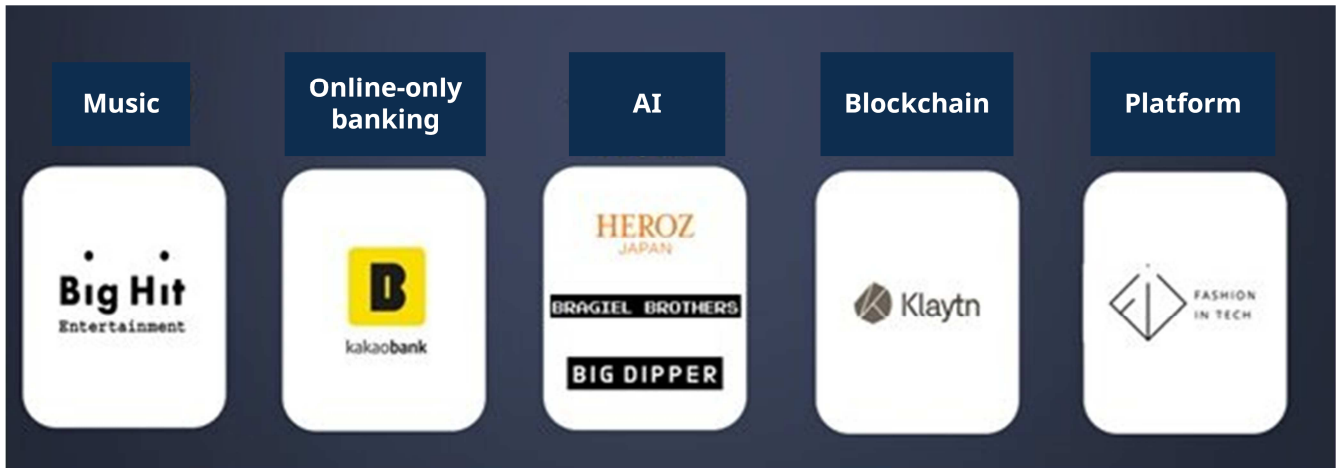 Music
Online-only
banking
AI
Blockchain
Platform
Big Hit
Entertainment
kakaobank
HEROZ
JAPAN
BRAGIEL BROTHERS
BIG DIPPER
Klaytn
FASHION
IN TECH